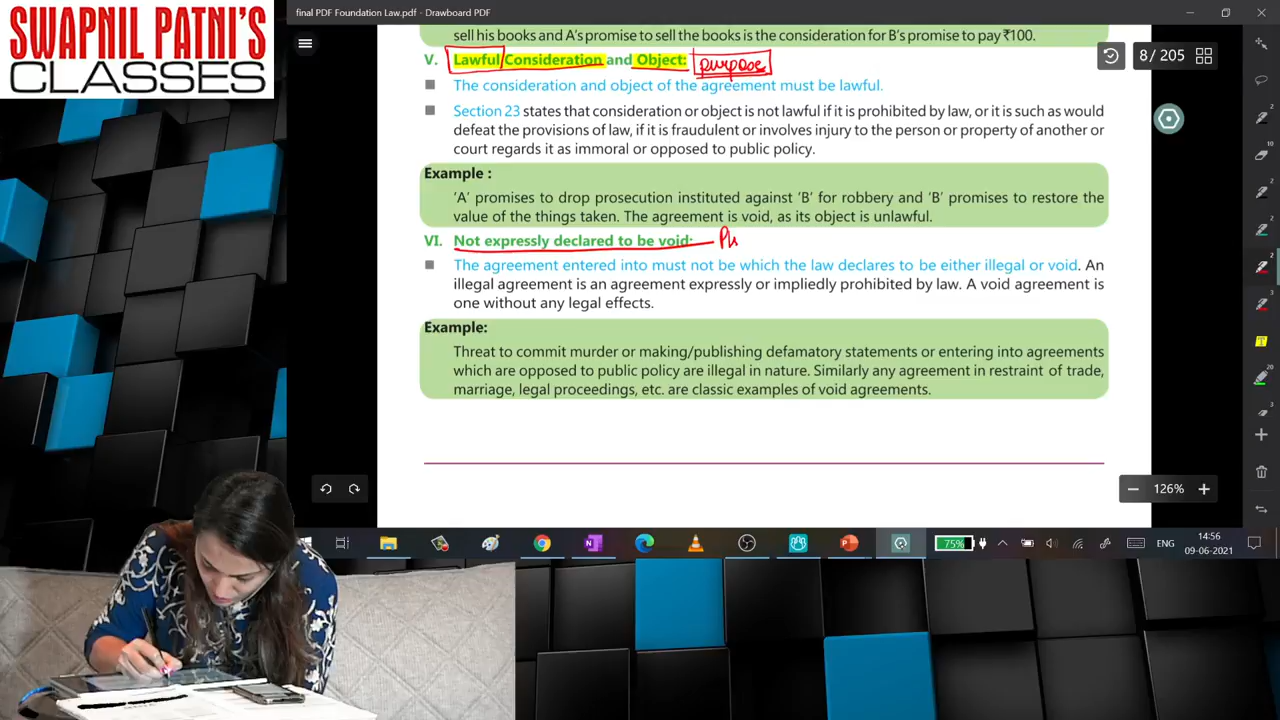 SWAPNIL PATNI'S
CLASSES
final PDF Foundation Law.pdf - Drawboard PDF
8 / 205
sell his books and A's promise to sell the books is the consideration for B's promise to pay ₹100.
V. Lawful Consideration and Object: purpose
The consideration and object of the agreement must be lawful.
Section 23 states that consideration or object is not lawful if it is prohibited by law, or it is such as would
defeat the provisions of law, if it is fraudulent or involves injury to the person or property of another or
court regards it as immoral or opposed to public policy.
Example :
'A' promises to drop prosecution instituted against 'B' for robbery and 'B' promises to restore the
value of the things taken. The agreement is void, as its object is unlawful.
VI. Not expressly declared to be void:
The agreement entered into must not be which the law declares to be either illegal or void. An
illegal agreement is an agreement expressly or impliedly prohibited by law. A void agreement is
one without any legal effects.
Example:
Threat to commit murder or making/publishing defamatory statements or entering into agreements
which are opposed to public policy are illegal in nature. Similarly any agreement in restraint of trade,
marriage, legal proceedings, etc. are classic examples of void agreements.
126%
75%
ENG
14:56
09-06-2021